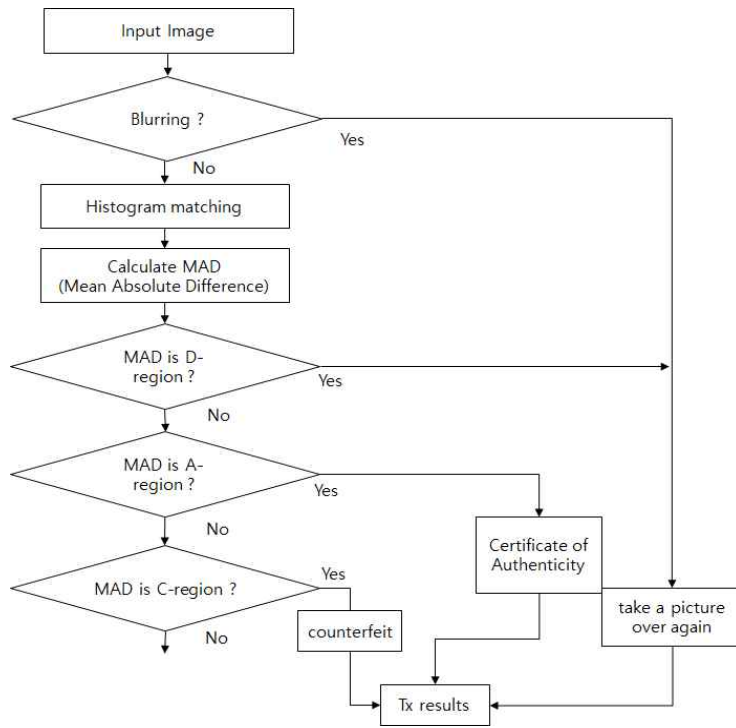 Input Image
Blurring ?
Yes
No
Histogram matching
Calculate MAD
(Mean Absolute Difference)
MAD is D-
region ?
Yes
No
MAD is A-
region ?
Yes
No
Certificate of
Authenticity
MAD is C-region ?
Yes
No
counterfeit
take a picture
over again
Tx results